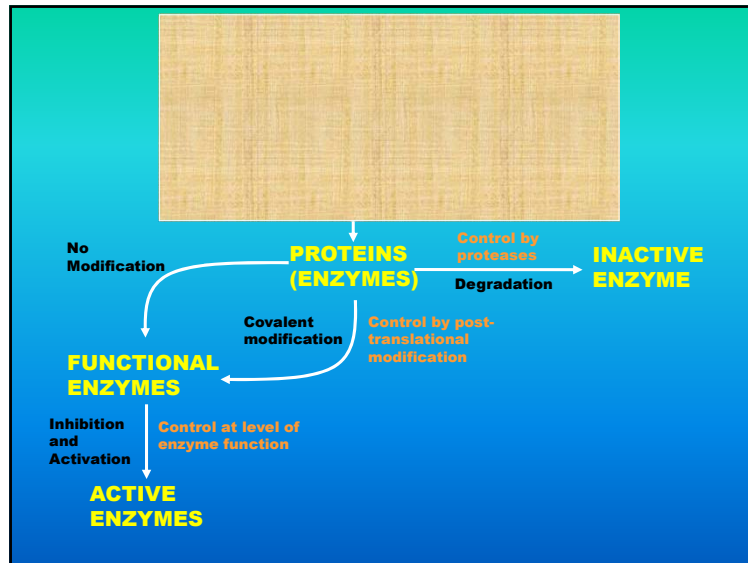 No
Modification
PROTEINS
(ENZYMES)
Control by
proteases
Degradation
INACTIVE
ENZYME
Covalent
modification
Control by post-
translational
modification
FUNCTIONAL
ENZYMES
Inhibition
and
Activation
Control at level of
enzyme function
ACTIVE
ENZYMES